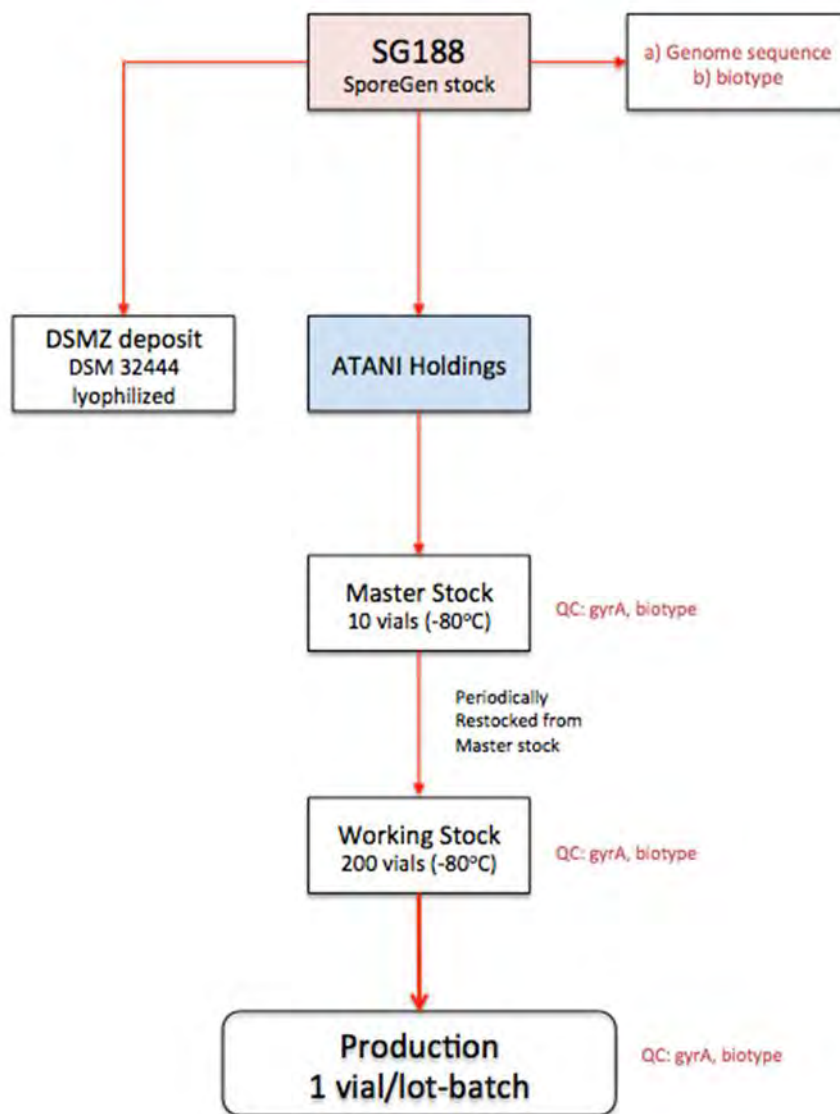 SG188
SporeGen stock
a) Genome sequence
b) biotype
DSMZ deposit
DSM 32444
lyophilized
ATANI Holdings
Master Stock
10 vials (-80°C)
QC: gyrA, biotype
Periodically
Restocked from
Master stock
Working Stock
200 vials (-80°C)
QC: gyrA, biotype
Production
1 vial/lot-batch
QC: gyrA, biotype